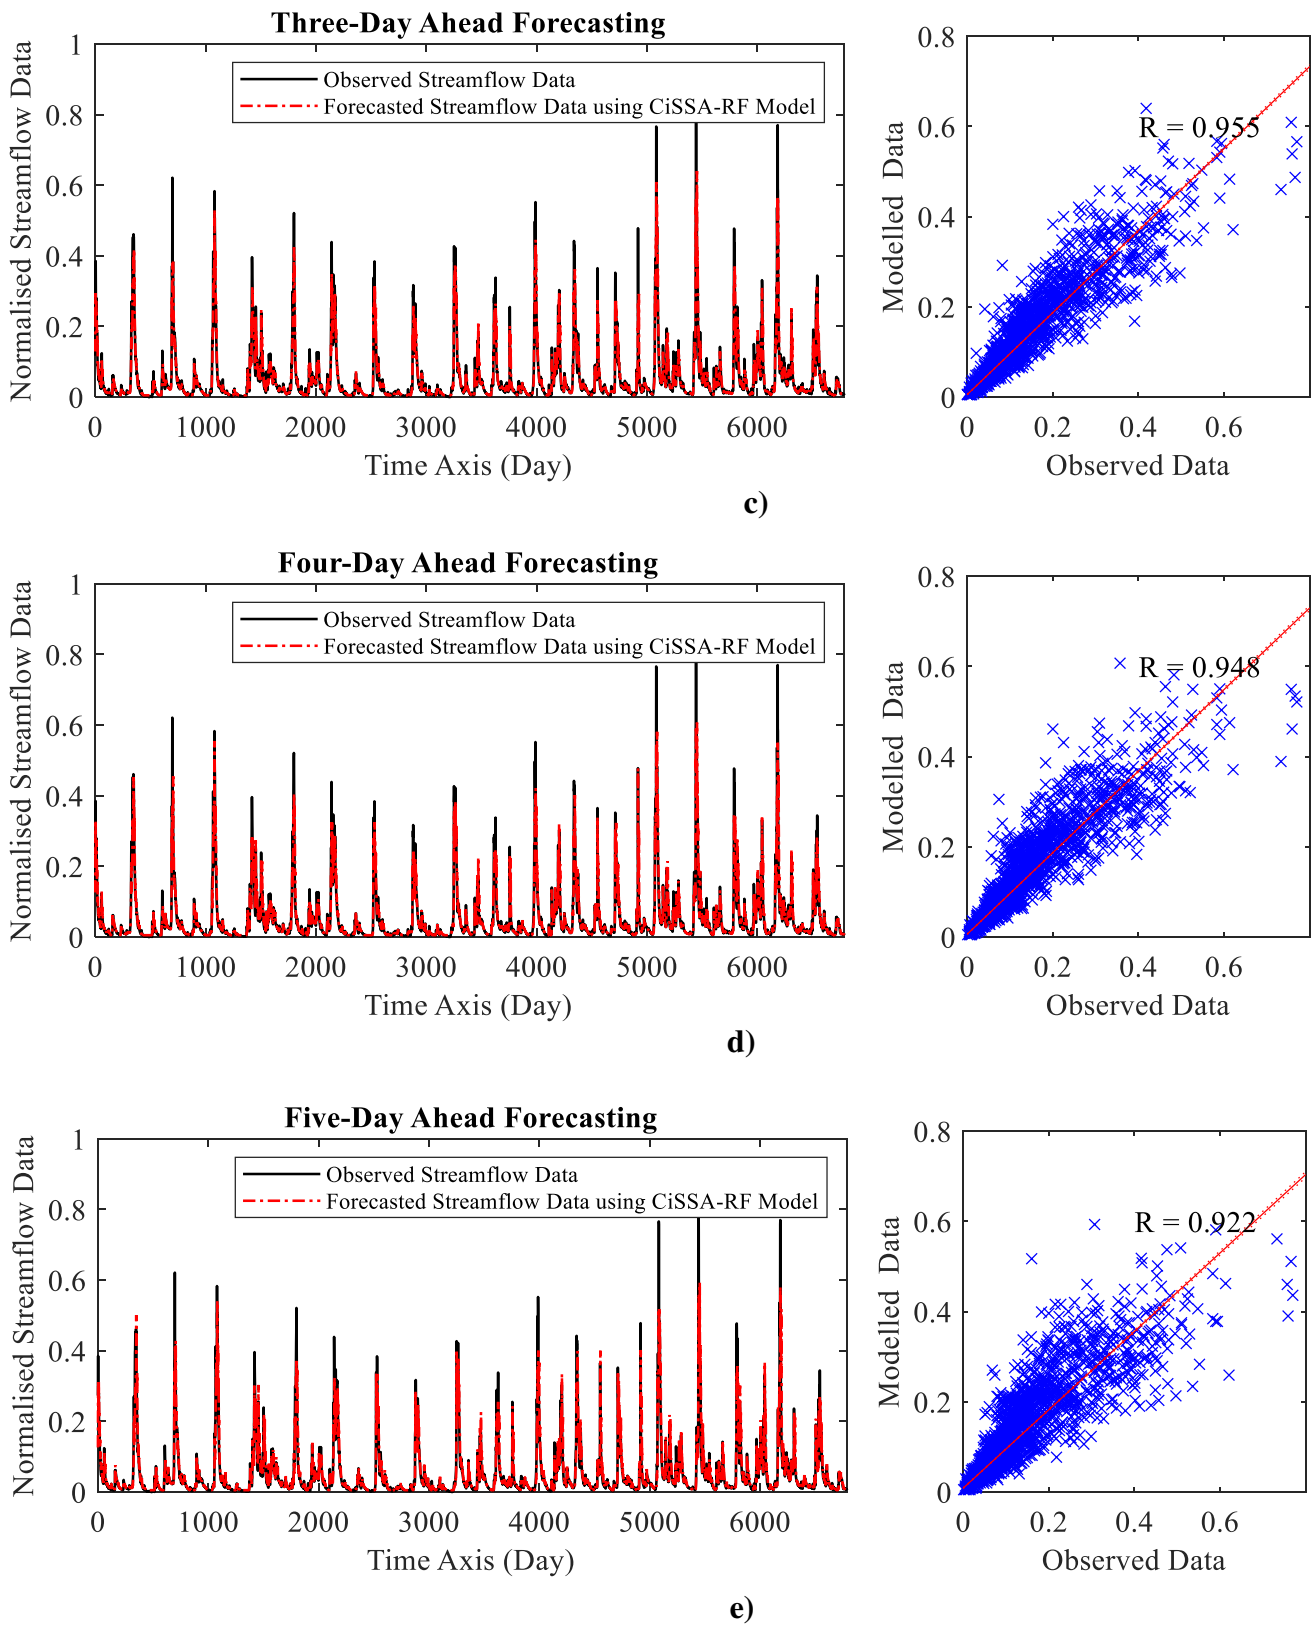 Three-Day Ahead Forecasting
Normalised Streamflow Data
1
0.8
0.6
0.4
0.2
0
Observed Streamflow Data
Forecasted Streamflow Data using CiSSA-RF Model
0 1000 2000 3000 4000 5000 6000
Time Axis (Day)
Modelled Data
0.8
0.6
0.4
0.2
0
R = 0.955
0 0.2 0.4 0.6
Observed Data
c)
Four-Day Ahead Forecasting
Normalised Streamflow Data
1
0.8
0.6
0.4
0.2
0
Observed Streamflow Data
Forecasted Streamflow Data using CiSSA-RF Model
0 1000 2000 3000 4000 5000 6000
Time Axis (Day)
Modelled Data
0.8
0.6
0.4
0.2
0
R = 0.948
0 0.2 0.4 0.6
Observed Data
d)
Five-Day Ahead Forecasting
Normalised Streamflow Data
1
0.8
0.6
0.4
0.2
0
Observed Streamflow Data
Forecasted Streamflow Data using CiSSA-RF Model
0 1000 2000 3000 4000 5000 6000
Time Axis (Day)
Modelled Data
0.8
0.6
0.4
0.2
0
R = 0.922
0 0.2 0.4 0.6
Observed Data
e)